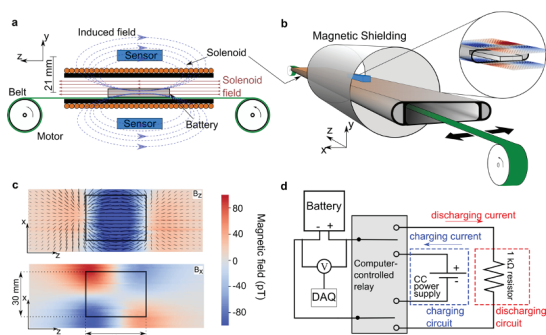 a
Induced field
Sensor
Solenoid
y
z
21 mm
Solenoid
field
Belt
Battery
Sensor
Motor
b
Magnetic Shielding
y
z
x
c
Bz
x
z
Bx
30 mm
x
z
80
40
0
-40
-80
Magnetic field (pT)
d
Battery
- +
V
DAQ
Computer-
controlled
relay
discharging current
charging current
+
-
CC power
supply
1 kΩ
resistor
charging
circuit
discharging
circuit